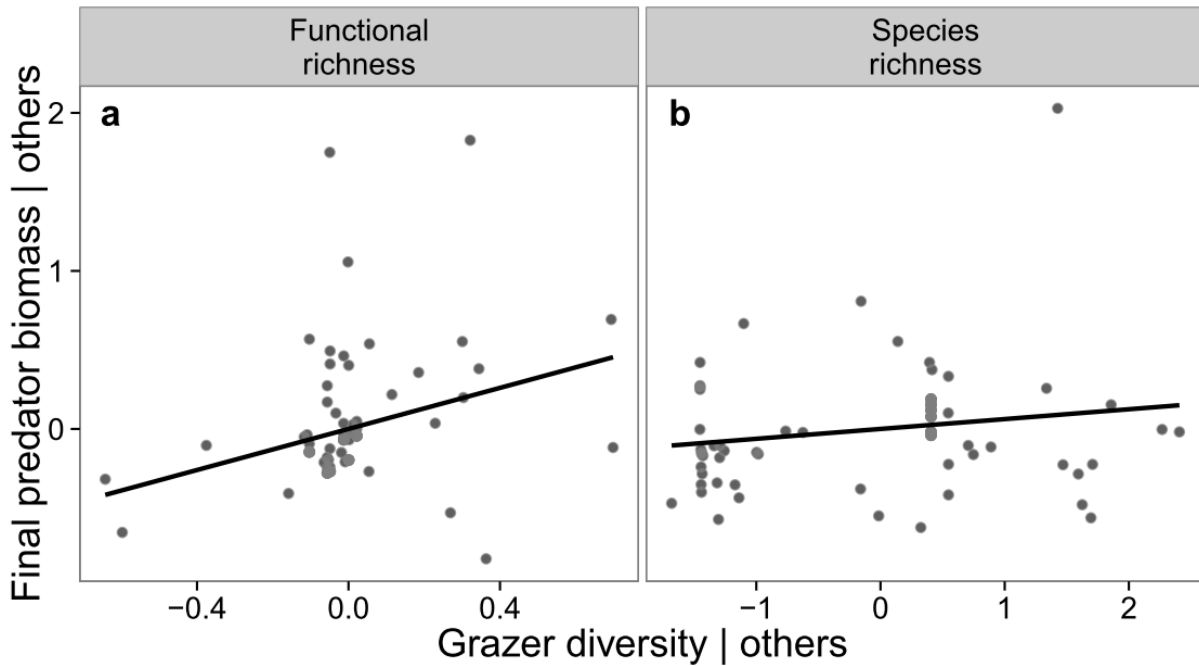 Functional
richness
Species
richness
a
b
Final predator biomass | others
2
1
0
−0.4
0.0
0.4
−1
0
1
2
Grazer diversity | others